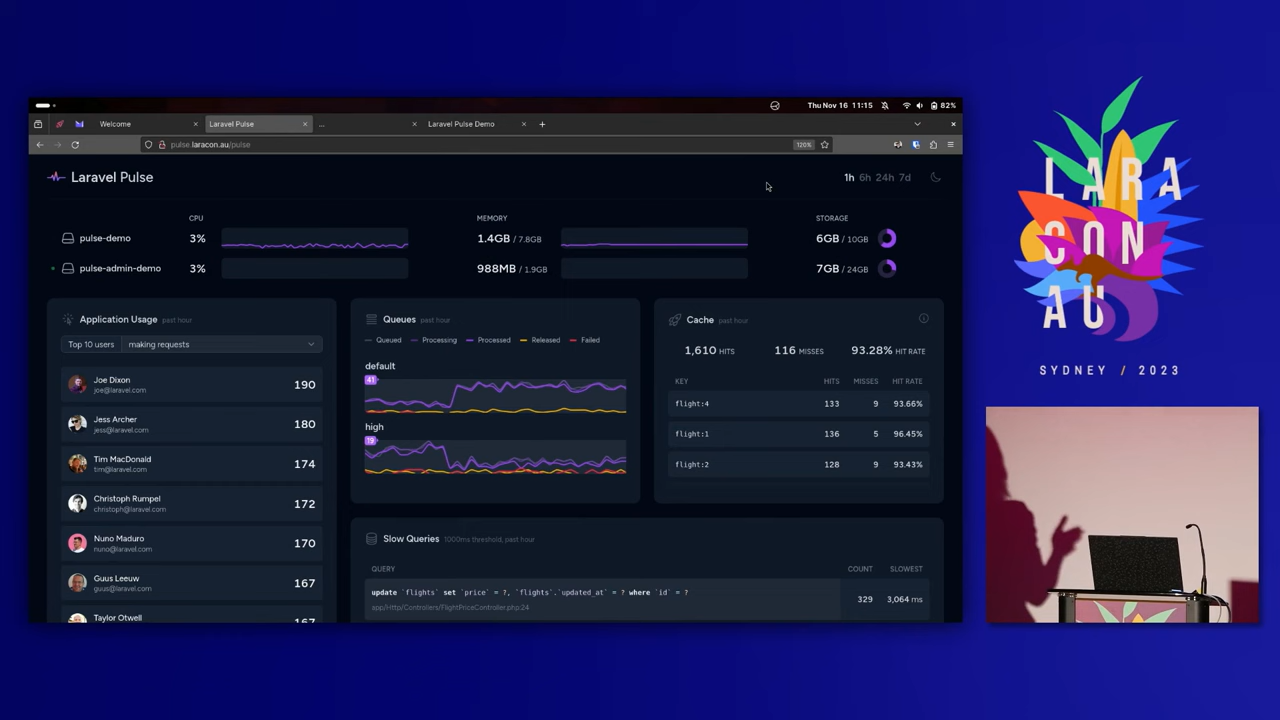 Thu Nov 16 11:15
82%
Welcome
Laravel Pulse
...
Laravel Pulse Demo
pulse.laracon.au/pulse
120%
Laravel Pulse
1h 6h 24h 7d
CPU
MEMORY
STORAGE
pulse-demo
3%
1.4GB / 7.8GB
6GB / 10GB
pulse-admin-demo
3%
988MB / 1.9GB
7GB / 24GB
Application Usage past hour
Top 10 users making requests
Joe Dixon
joe@laravel.com
190
Jess Archer
jess@laravel.com
180
Tim MacDonald
tim@laravel.com
174
Christoph Rumpel
christoph@laravel.com
172
Nuno Maduro
nuno@laravel.com
170
Guus Leeuw
guus@laravel.com
167
Taylor Otwell
167
Queues past hour
Queued Processing Processed Released Failed
default
41
high
19
Cache past hour
1,610 HITS 116 MISSES 93.28% HIT RATE
KEY HITS MISSES HIT RATE
flight:4 133 9 93.66%
flight:1 136 5 96.45%
flight:2 128 9 93.43%
Slow Queries 1000ms threshold, past hour
QUERY COUNT SLOWEST
update `flights` set `price` = ?, `flights`.`updated_at` = ? where `id` = ?
app/Http/Controllers/FlightPriceController.php:24
329 3,064 ms
LARA
CON
AU
SYDNEY / 2023